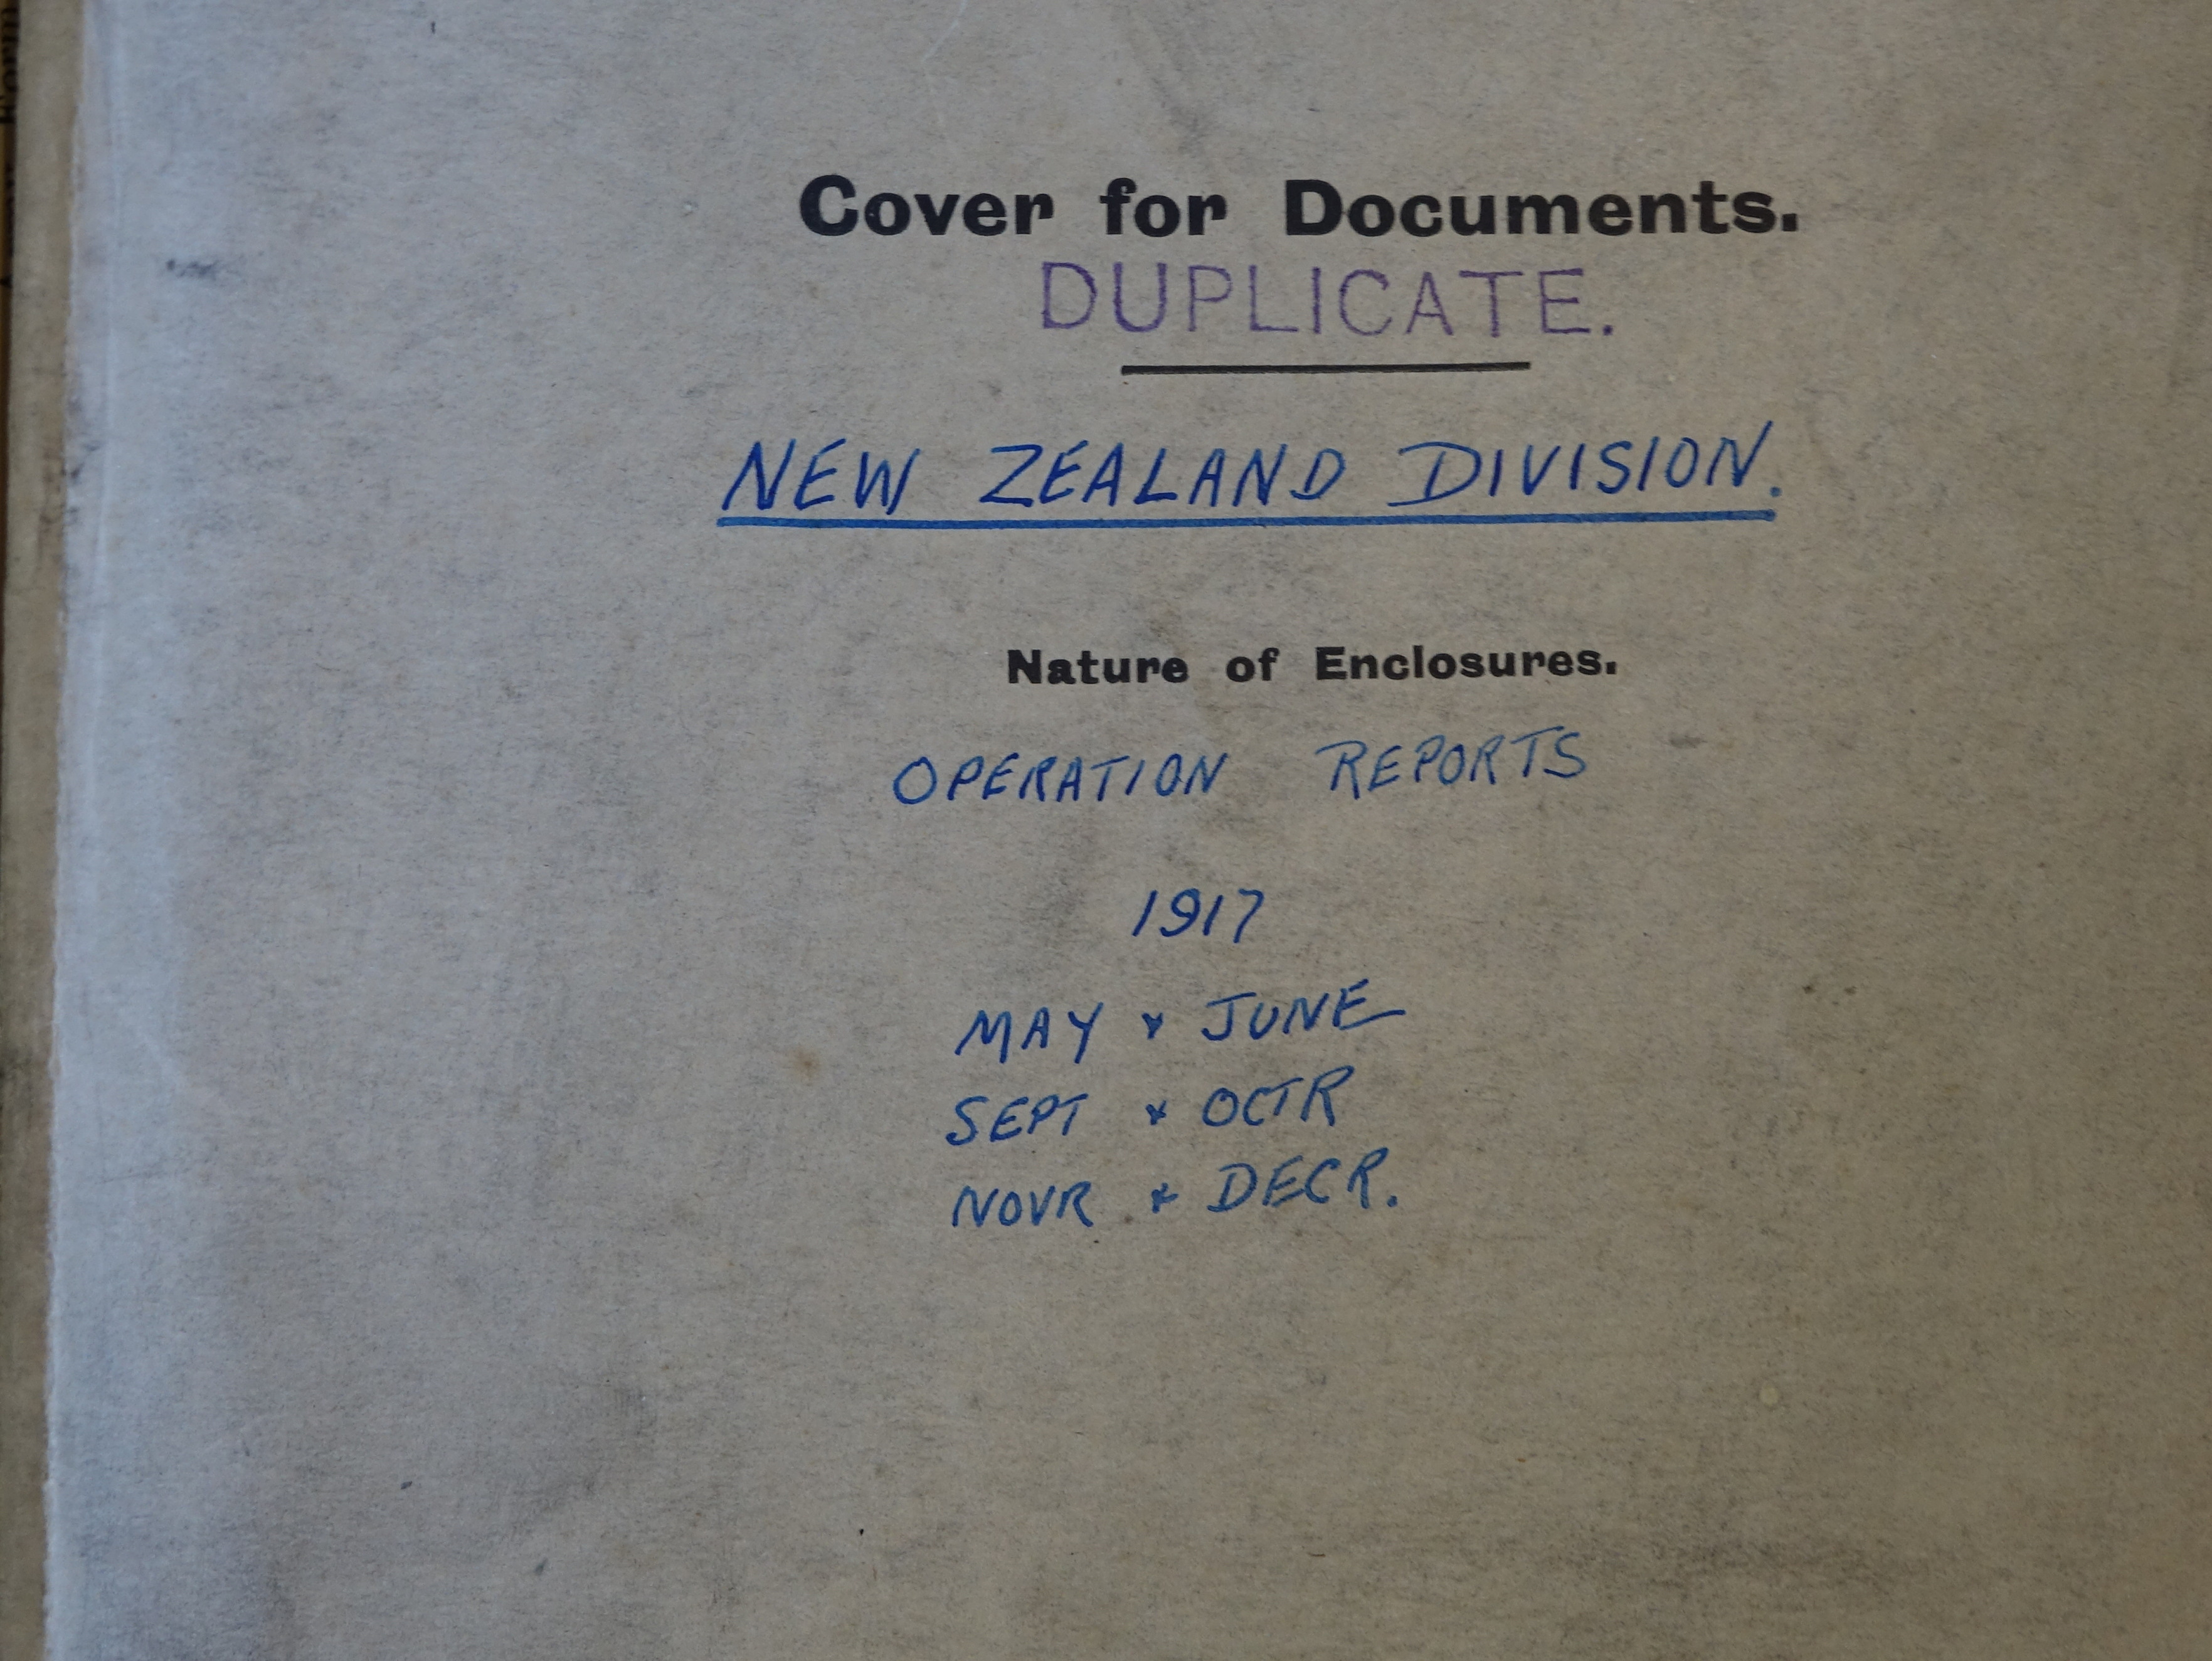 Cover for Documents.
DUPLICATE.
NEW ZEALAND DIVISION.
Nature of Enclosures.
OPERATION REPORTS
1917
MAY & JUNE
SEPT & OCTR
NOVR & DECR.